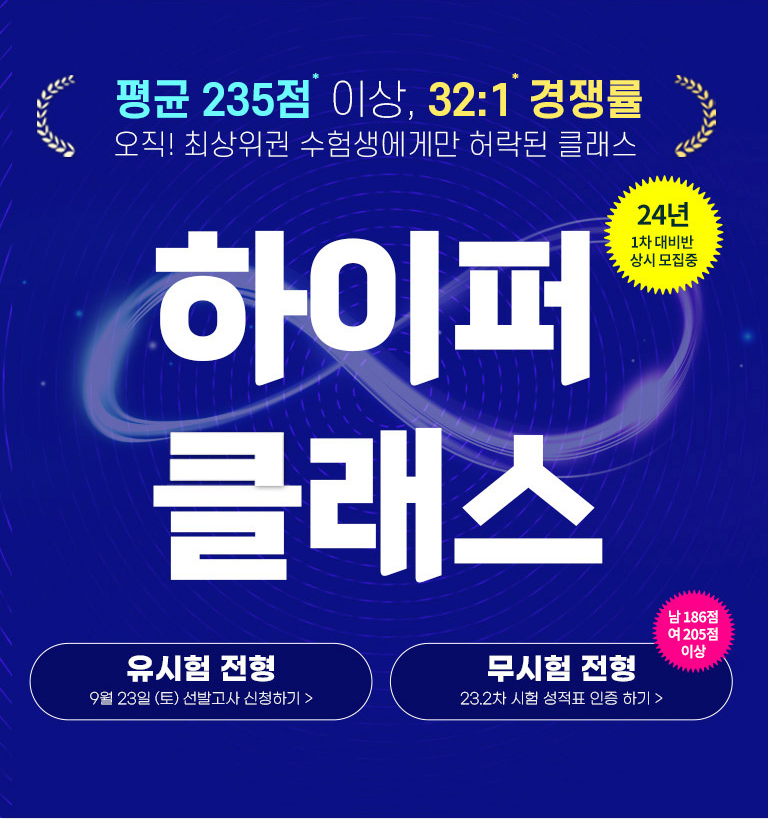 평균 235점* 이상, 32:1* 경쟁률
오직! 최상위권 수험생에게만 허락된 클래스
24년
1차 대비반
상시 모집중
하이퍼
클래스
남 186점
여 205점
이상
유시험 전형
9월 23일 (토) 선발고사 신청하기 >
무시험 전형
23.2차 시험 성적표 인증 하기 >